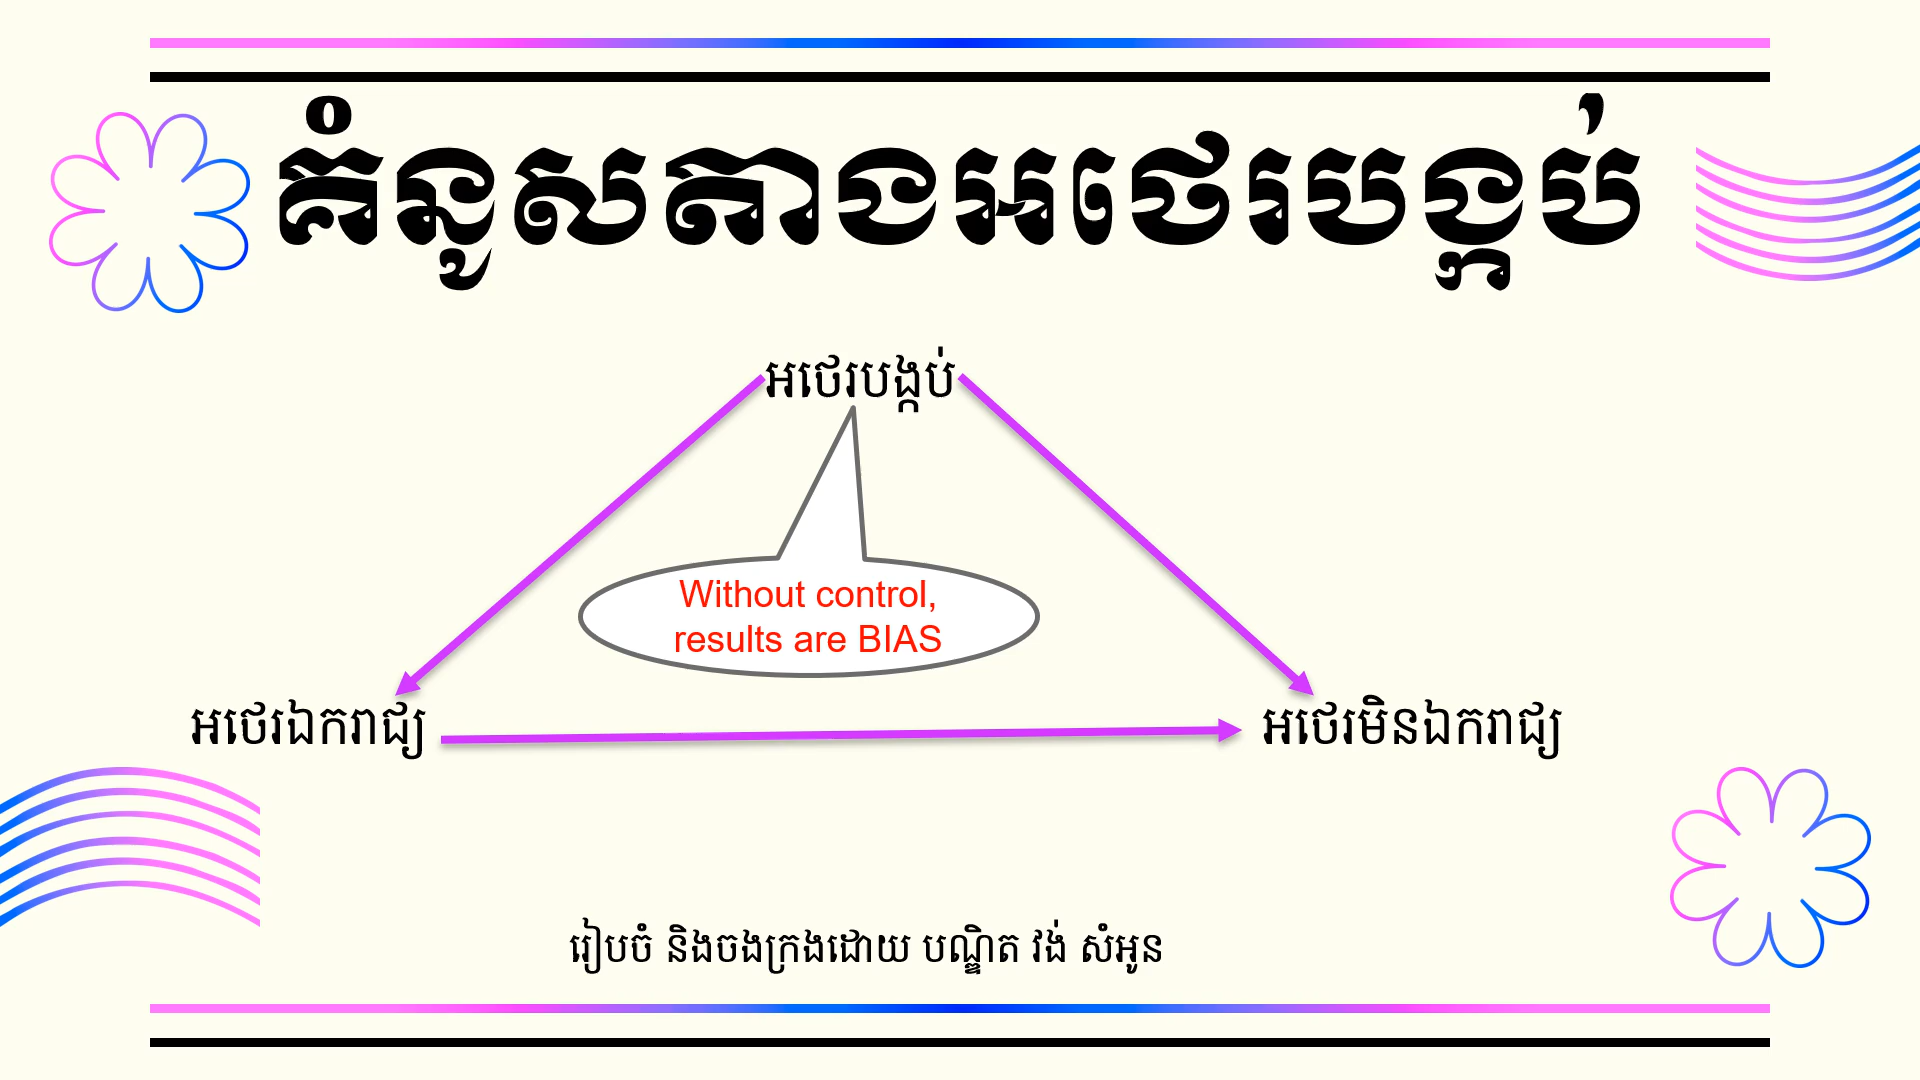 គំនូសតាងអថេរបង្កប់
អថេរបង្កប់
Without control,
results are BIAS
អថេរឯករាជ្យ
អថេរមិនឯករាជ្យ
រៀបចំ និងចងក្រងដោយ បណ្ឌិត វង់ សំអូន